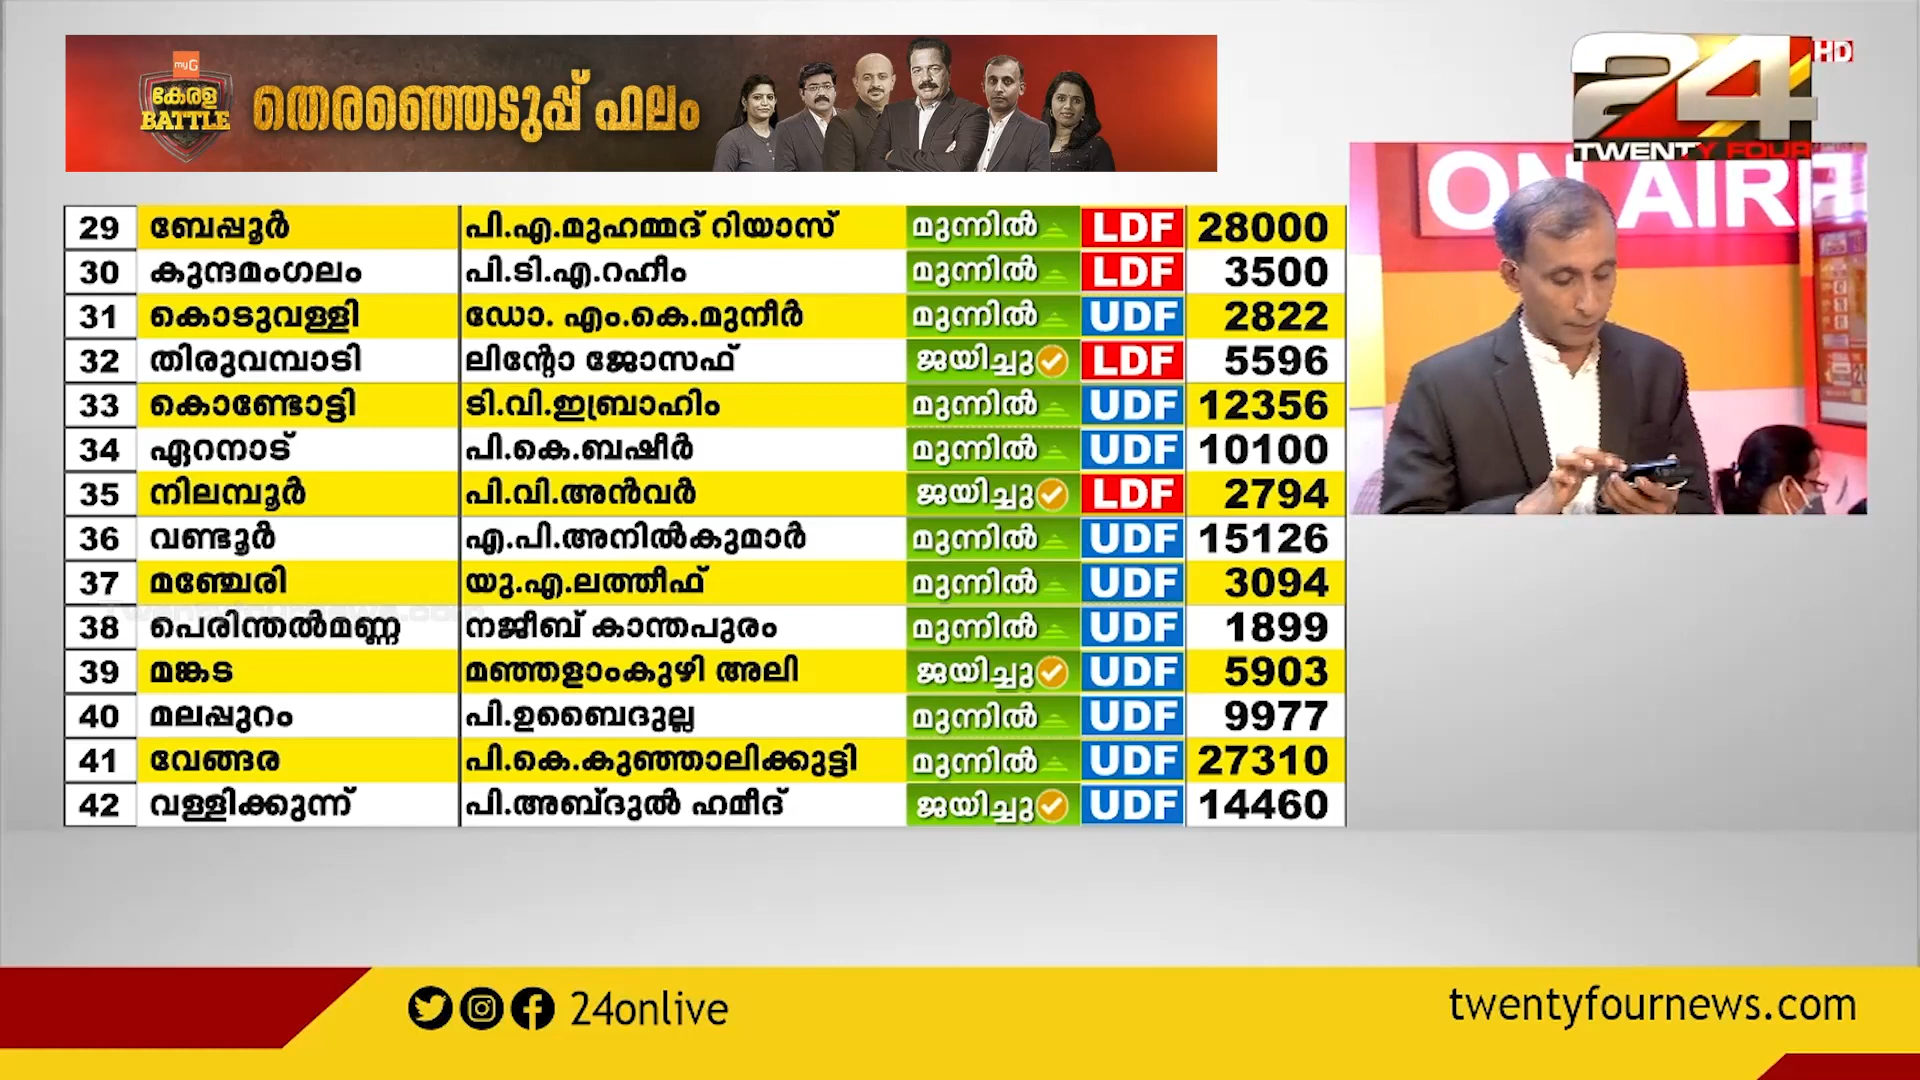 myG
കേരള
BATTLE
തെരഞ്ഞെടുപ്പ് ഫലം
24 HD
TWENTY FOUR
ON AIR
29 ബേപ്പൂർ പി.എ.മുഹമ്മദ് റിയാസ് മുന്നിൽ LDF 28000
30 കുന്ദമംഗലം പി.ടി.എ.റഹീം മുന്നിൽ LDF 3500
31 കൊടുവള്ളി ഡോ. എം.കെ.മുനീർ മുന്നിൽ UDF 2822
32 തിരുവമ്പാടി ലിന്റോ ജോസഫ് ജയിച്ചു LDF 5596
33 കൊണ്ടോട്ടി ടി.വി.ഇബ്രാഹിം മുന്നിൽ UDF 12356
34 ഏറനാട് പി.കെ.ബഷീർ മുന്നിൽ UDF 10100
35 നിലമ്പൂർ പി.വി.അൻവർ ജയിച്ചു LDF 2794
36 വണ്ടൂർ എ.പി.അനിൽകുമാർ മുന്നിൽ UDF 15126
37 മഞ്ചേരി യു.എ.ലത്തീഫ് മുന്നിൽ UDF 3094
Twentyfournews.com
38 പെരിന്തൽമണ്ണ നജീബ് കാന്തപുരം മുന്നിൽ UDF 1899
39 മങ്കട മഞ്ഞളാംകുഴി അലി ജയിച്ചു UDF 5903
40 മലപ്പുറം പി.ഉബൈദുല്ല മുന്നിൽ UDF 9977
41 വേങ്ങര പി.കെ.കുഞ്ഞാലിക്കുട്ടി മുന്നിൽ UDF 27310
42 വള്ളിക്കുന്ന് പി.അബ്ദുൽ ഹമീദ് ജയിച്ചു UDF 14460
24onlive
twentyfournews.com